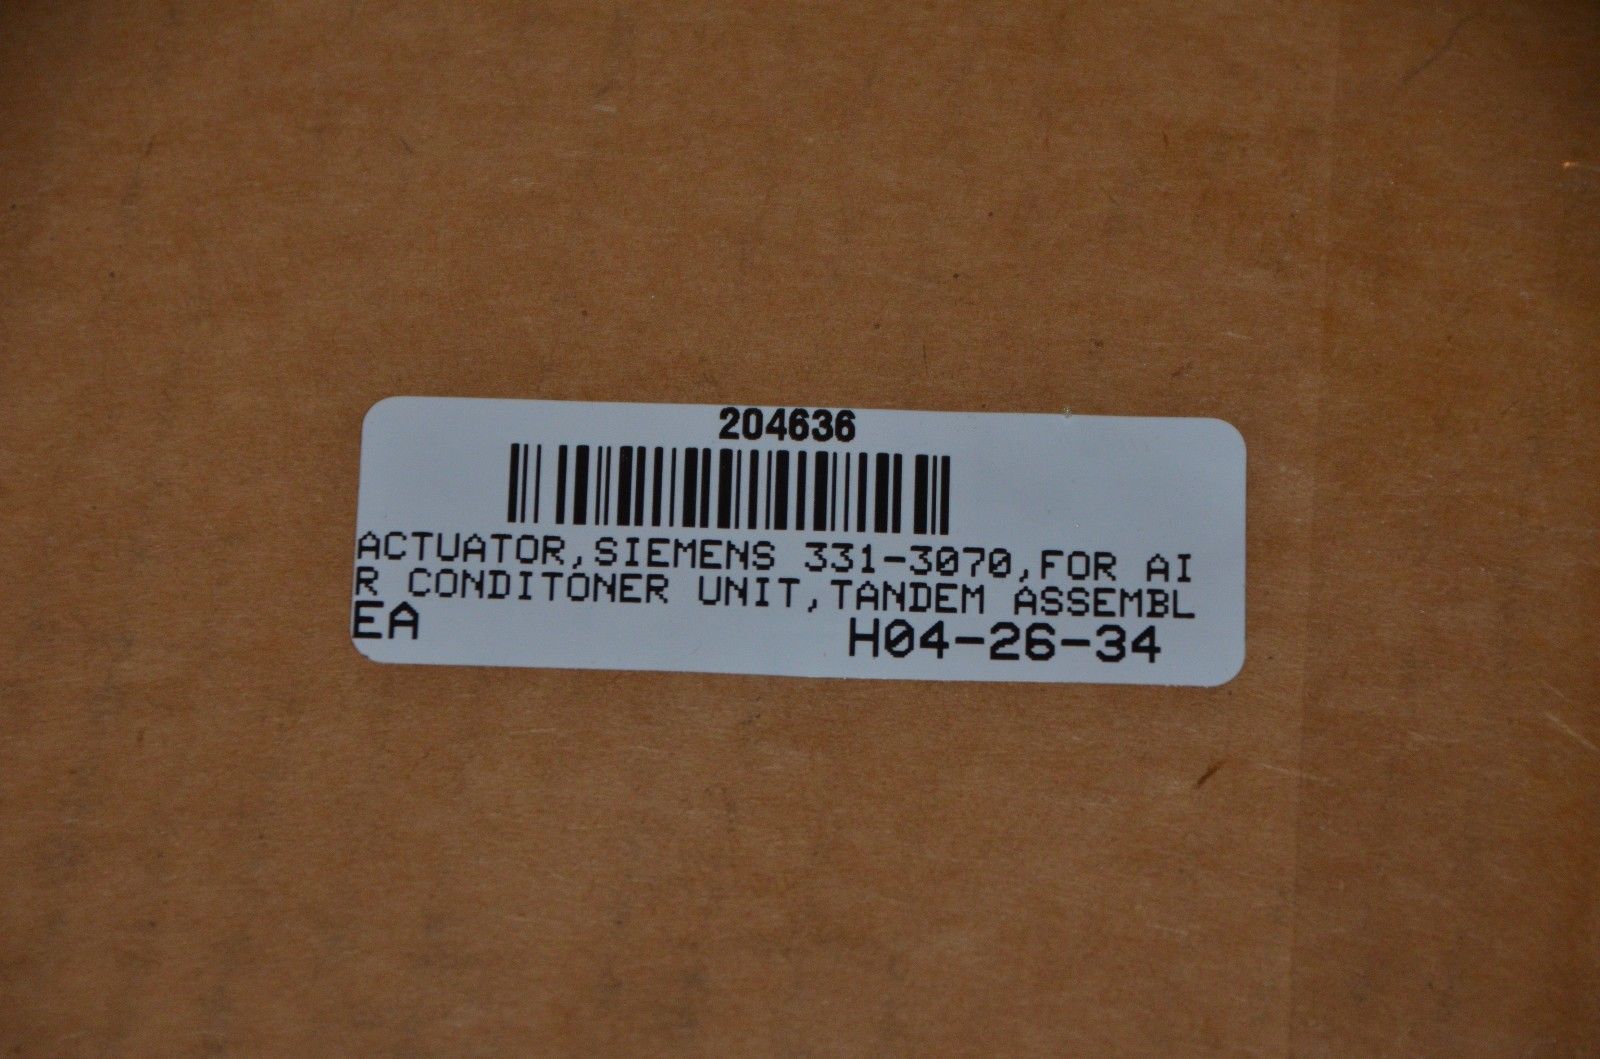 204636
ACTUATOR,SIEMENS 331-3070,FOR AI
R CONDITONER UNIT,TANDEM ASSEMBL
EA H04-26-34